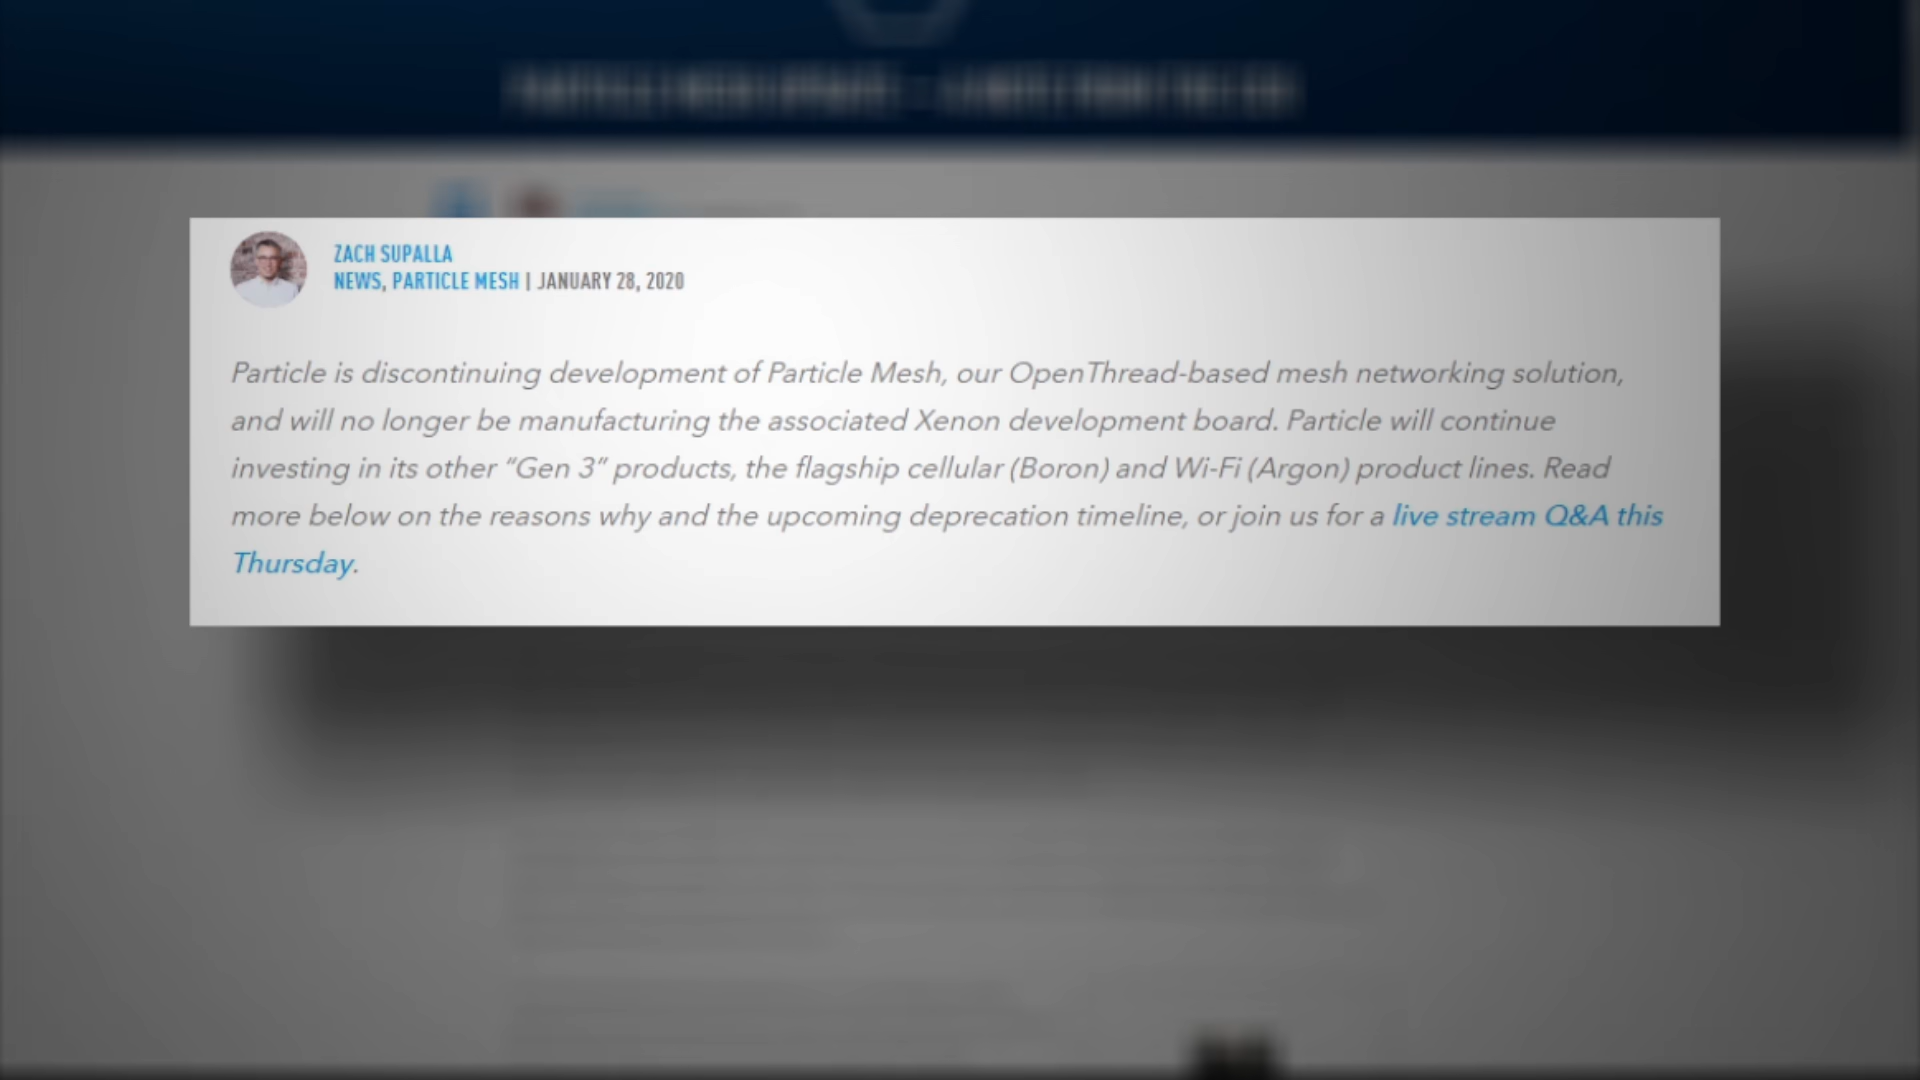 ZACH SUPALLA
NEWS, PARTICLE MESH | JANUARY 28, 2020
Particle is discontinuing development of Particle Mesh, our OpenThread-based mesh networking solution,
and will no longer be manufacturing the associated Xenon development board. Particle will continue
investing in its other “Gen 3” products, the flagship cellular (Boron) and Wi-Fi (Argon) product lines. Read
more below on the reasons why and the upcoming deprecation timeline, or join us for a live stream Q&A this
Thursday.